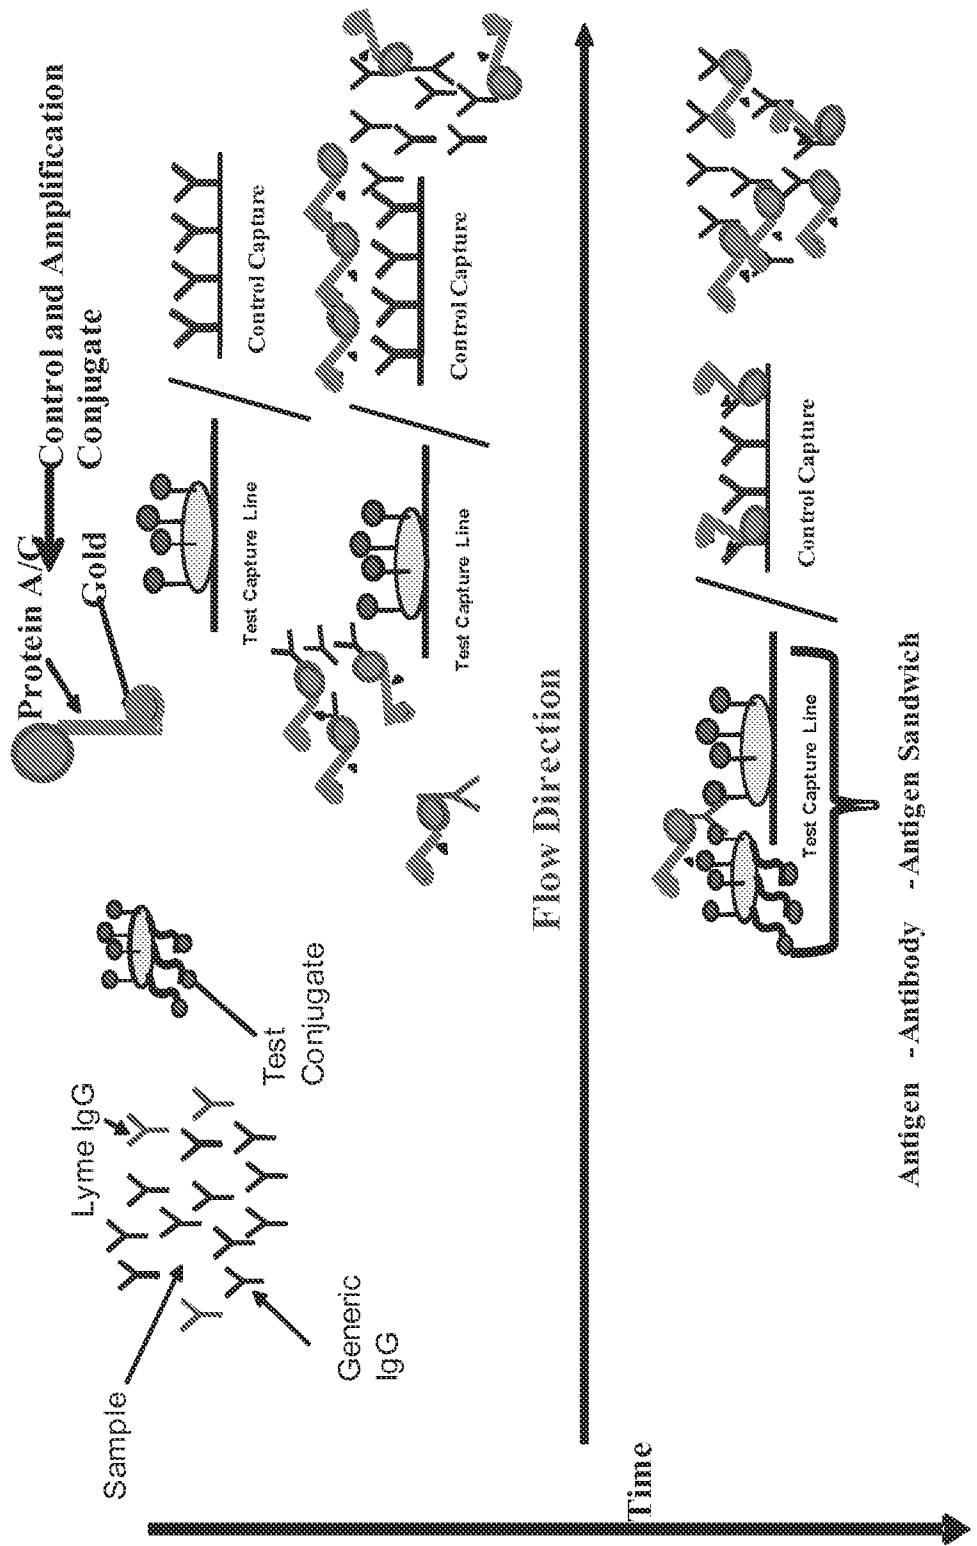 Protein A/C
Control and Amplification
Conjugate
Gold
Lyme IgG
Sample
Test
Conjugate
Generic
IgG
Test Capture Line
Control Capture
Test Capture Line
Control Capture
Flow Direction
Time
Test Capture Line
Control Capture
Antigen -Antibody -Antigen Sandwich